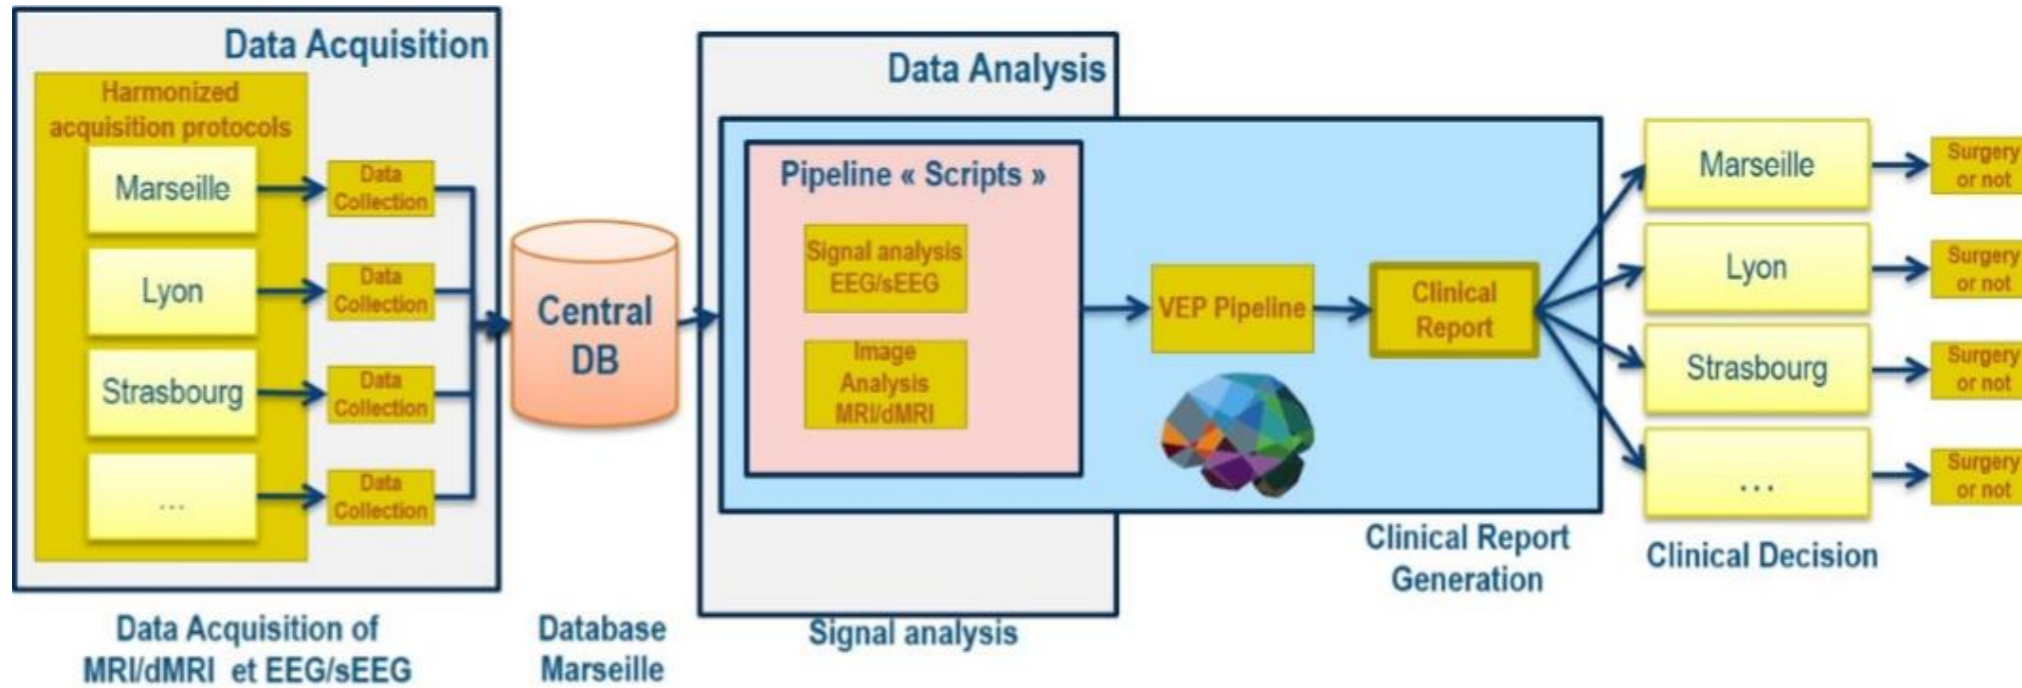 Data Acquisition
Harmonized
acquisition protocols
Marseille
Data
Collection
Lyon
Data
Collection
Strasbourg
Data
Collection
...
Data
Collection
Data Acquisition of
MRI/dMRI et EEG/sEEG
Central
DB
Database
Marseille
Data Analysis
Pipeline « Scripts »
Signal analysis
EEG/sEEG
Image
Analysis
MRI/dMRI
Signal analysis
VEP Pipeline
Clinical
Report
Clinical Report
Generation
Marseille
Surgery
or not
Lyon
Surgery
or not
Strasbourg
Surgery
or not
...
Surgery
or not
Clinical Decision